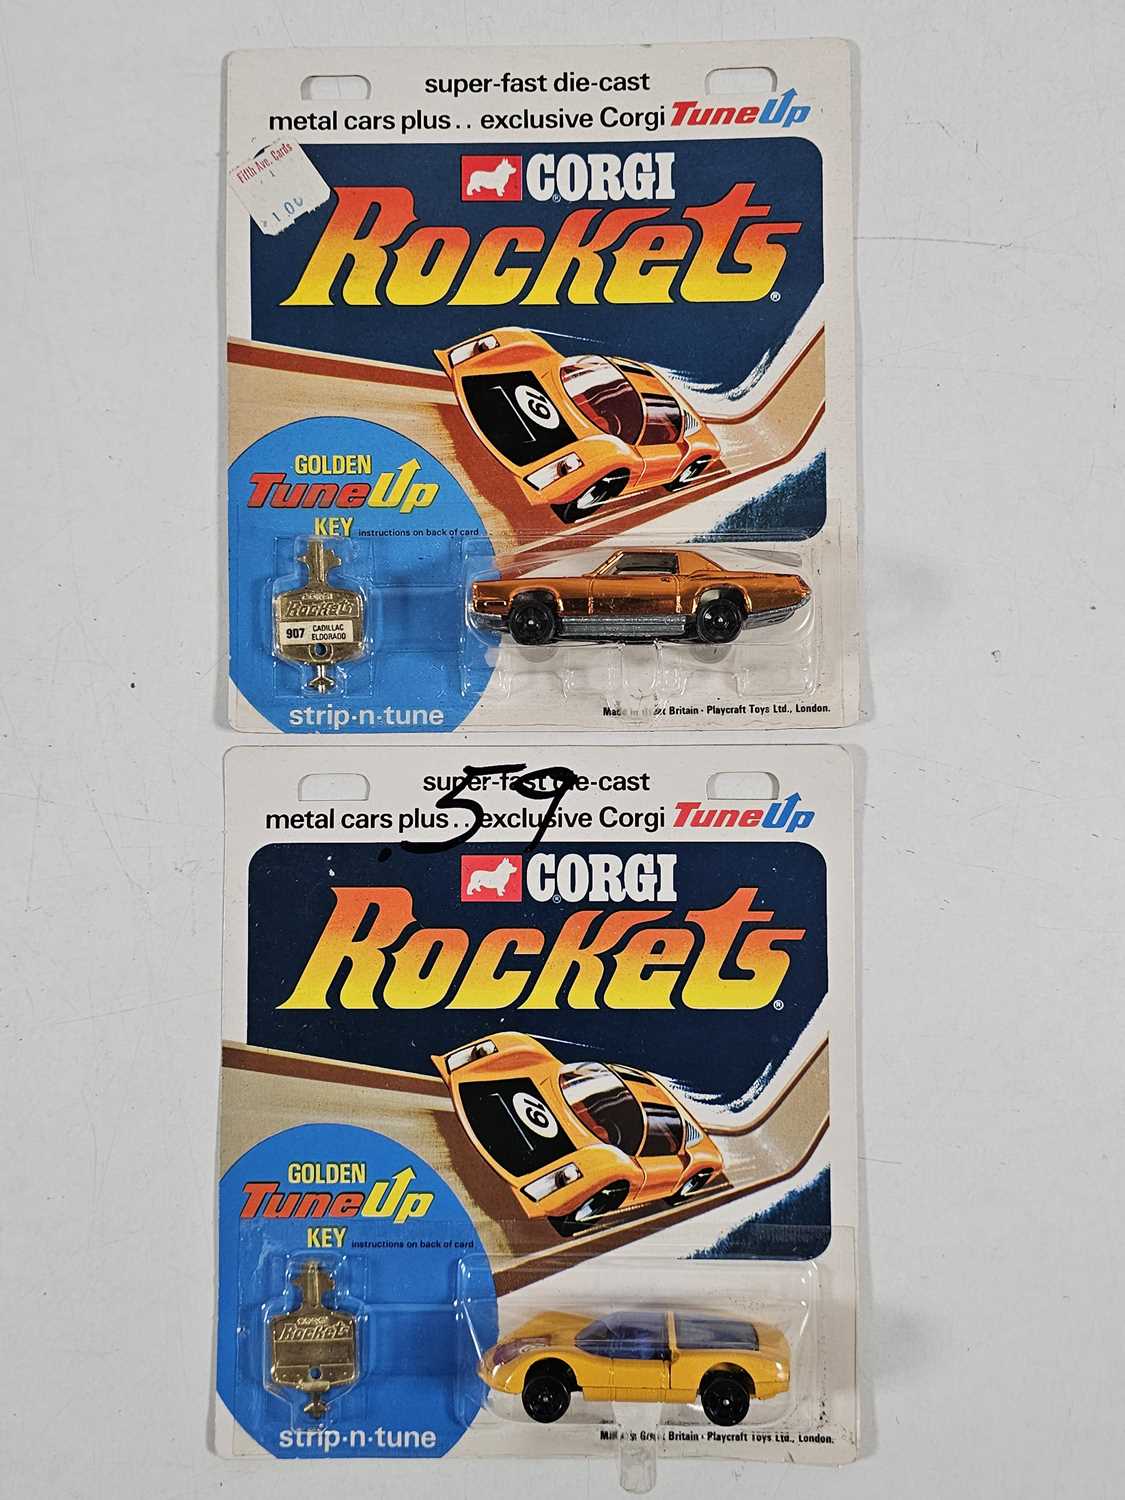 super-fast die-cast
metal cars plus.. exclusive Corgi TuneUp
Fifth Ave. Cards
1.00
CORGI®
Rockets®
19
GOLDEN
TuneUp
KEY instructions on back of card
Rockets
907 CADILLAC ELDORADO
strip-n-tune
Made in Great Britain · Playcraft Toys Ltd., London.
super-fast die-cast
.59
metal cars plus.. exclusive Corgi TuneUp
CORGI®
Rockets®
19
GOLDEN
TuneUp
KEY instructions on back of card
CORGI
Rockets
strip-n-tune
Britain · Playcraft Toys Ltd., London.